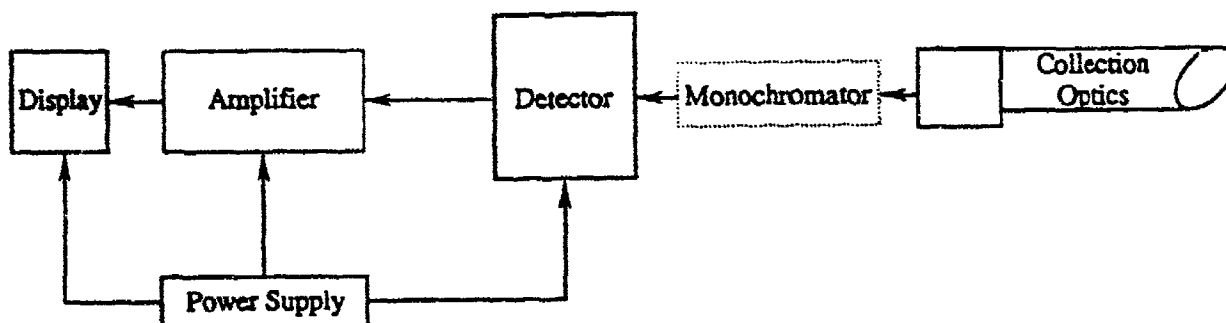 Display
Amplifier
Detector
Monochromator
Collection
Optics
Power Supply